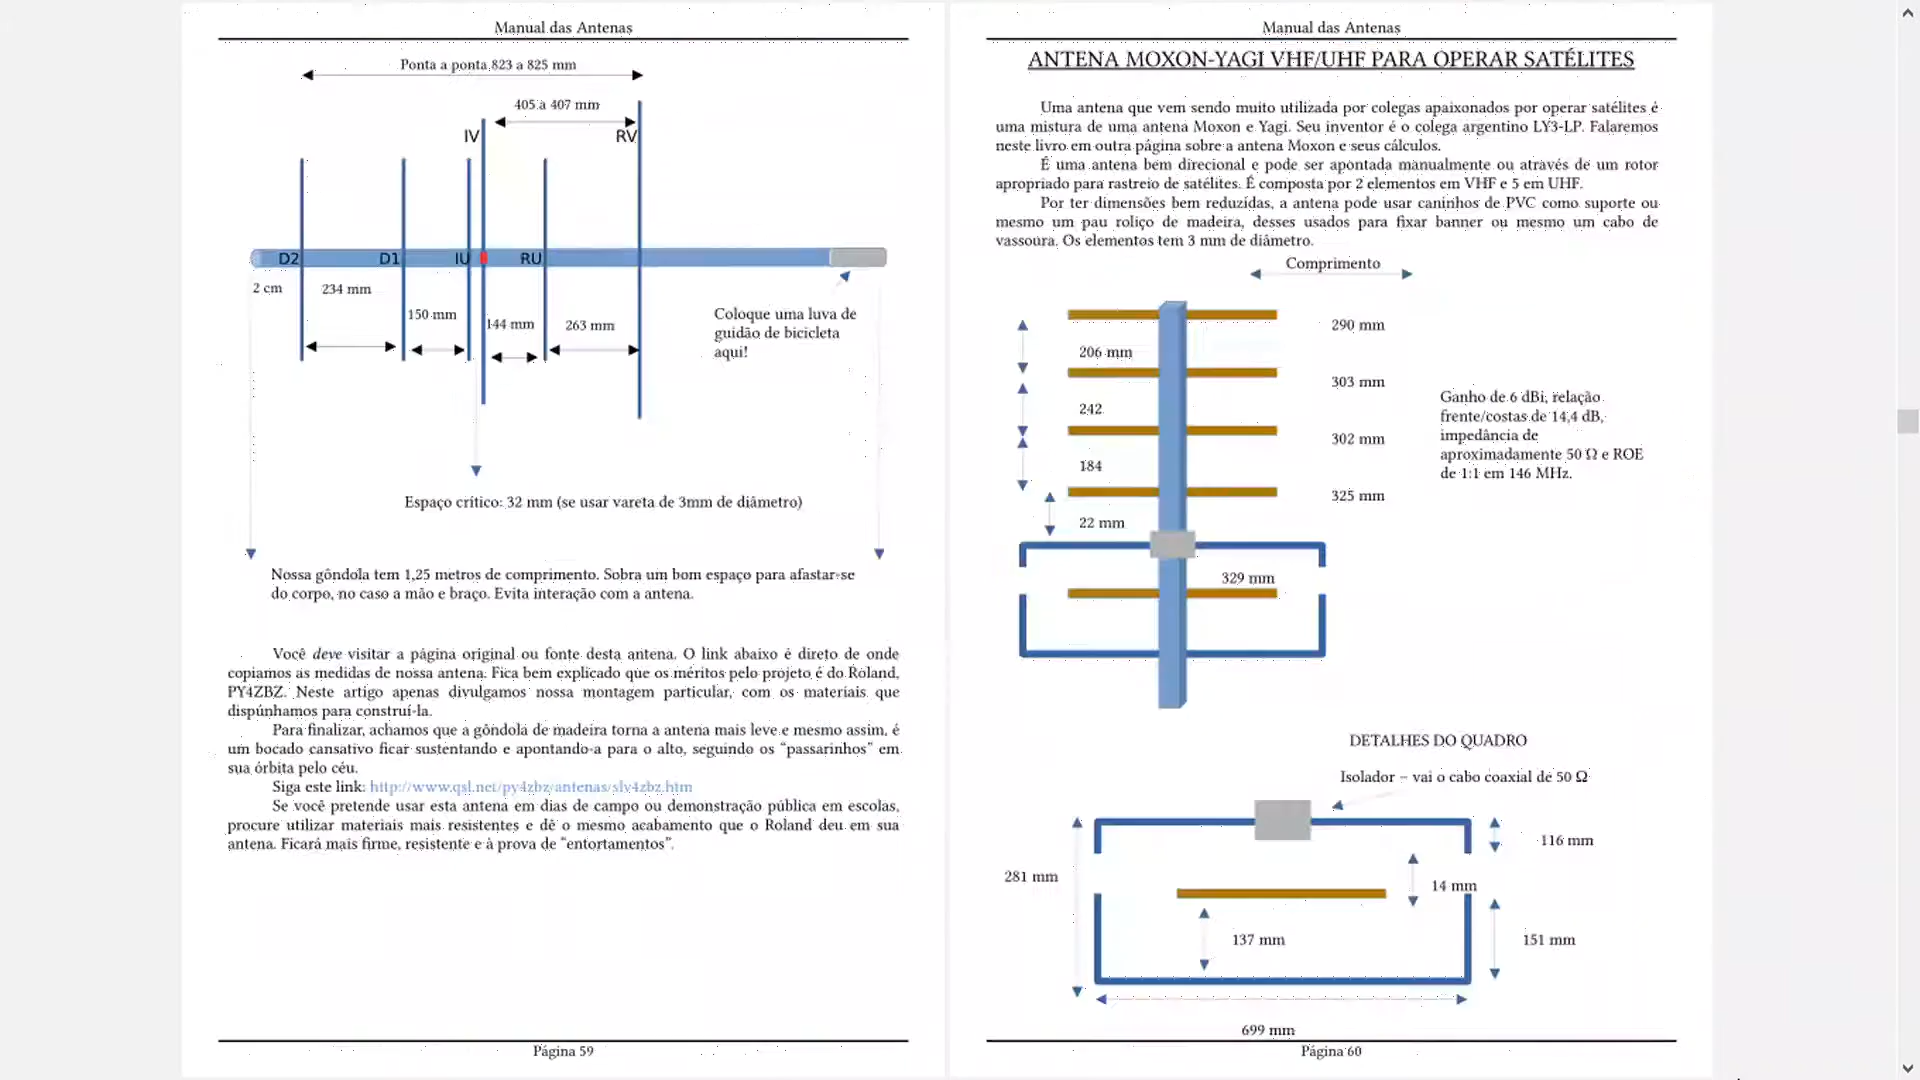 Manual das Antenas
Ponta a ponta 823 a 825 mm
405 a 407 mm
IV
RV
D2
D1
IU
RU
2 cm
234 mm
150 mm
144 mm
263 mm
Coloque uma luva de
guidão de bicicleta
aqui!
Espaço crítico: 32 mm (se usar vareta de 3mm de diâmetro)
Nossa gôndola tem 1,25 metros de comprimento. Sobra um bom espaço para afastar-se
do corpo, no caso a mão e braço. Evita interação com a antena.
Você deve visitar a página original ou fonte desta antena. O link abaixo é direto de onde
copiamos as medidas de nossa antena. Fica bem explicado que os méritos pelo projeto é do Roland,
PY4ZBZ. Neste artigo apenas divulgamos nossa montagem particular, com os materiais que
dispúnhamos para construí-la.
Para finalizar, achamos que a gôndola de madeira torna a antena mais leve e mesmo assim, é
um bocado cansativo ficar sustentando e apontando-a para o alto, seguindo os “passarinhos” em
sua órbita pelo céu.
Siga este link: http://www.qsl.net/py4zbz/antenas/slv4zbz.htm
Se você pretende usar esta antena em dias de campo ou demonstração pública em escolas,
procure utilizar materiais mais resistentes e dê o mesmo acabamento que o Roland deu em sua
antena. Ficará mais firme, resistente e à prova de “entortamentos”.
Página 59
Manual das Antenas
ANTENA MOXON-YAGI VHF/UHF PARA OPERAR SATÉLITES
Uma antena que vem sendo muito utilizada por colegas apaixonados por operar satélites é
uma mistura de uma antena Moxon e Yagi. Seu inventor é o colega argentino LY3-LP. Falaremos
neste livro em outra página sobre a antena Moxon e seus cálculos.
É uma antena bem direcional e pode ser apontada manualmente ou através de um rotor
apropriado para rastreio de satélites. É composta por 2 elementos em VHF e 5 em UHF.
Por ter dimensões bem reduzídas, a antena pode usar caninhos de PVC como suporte ou
mesmo um pau roliço de madeira, desses usados para fixar banner ou mesmo um cabo de
vassoura. Os elementos tem 3 mm de diâmetro.
Comprimento
290 mm
206 mm
303 mm
242
302 mm
184
325 mm
22 mm
329 mm
Ganho de 6 dBi, relação
frente/costas de 14,4 dB,
impedância de
aproximadamente 50 Ω e ROE
de 1:1 em 146 MHz.
DETALHES DO QUADRO
Isolador – vai o cabo coaxial de 50 Ω
116 mm
281 mm
14 mm
137 mm
151 mm
699 mm
Página 60